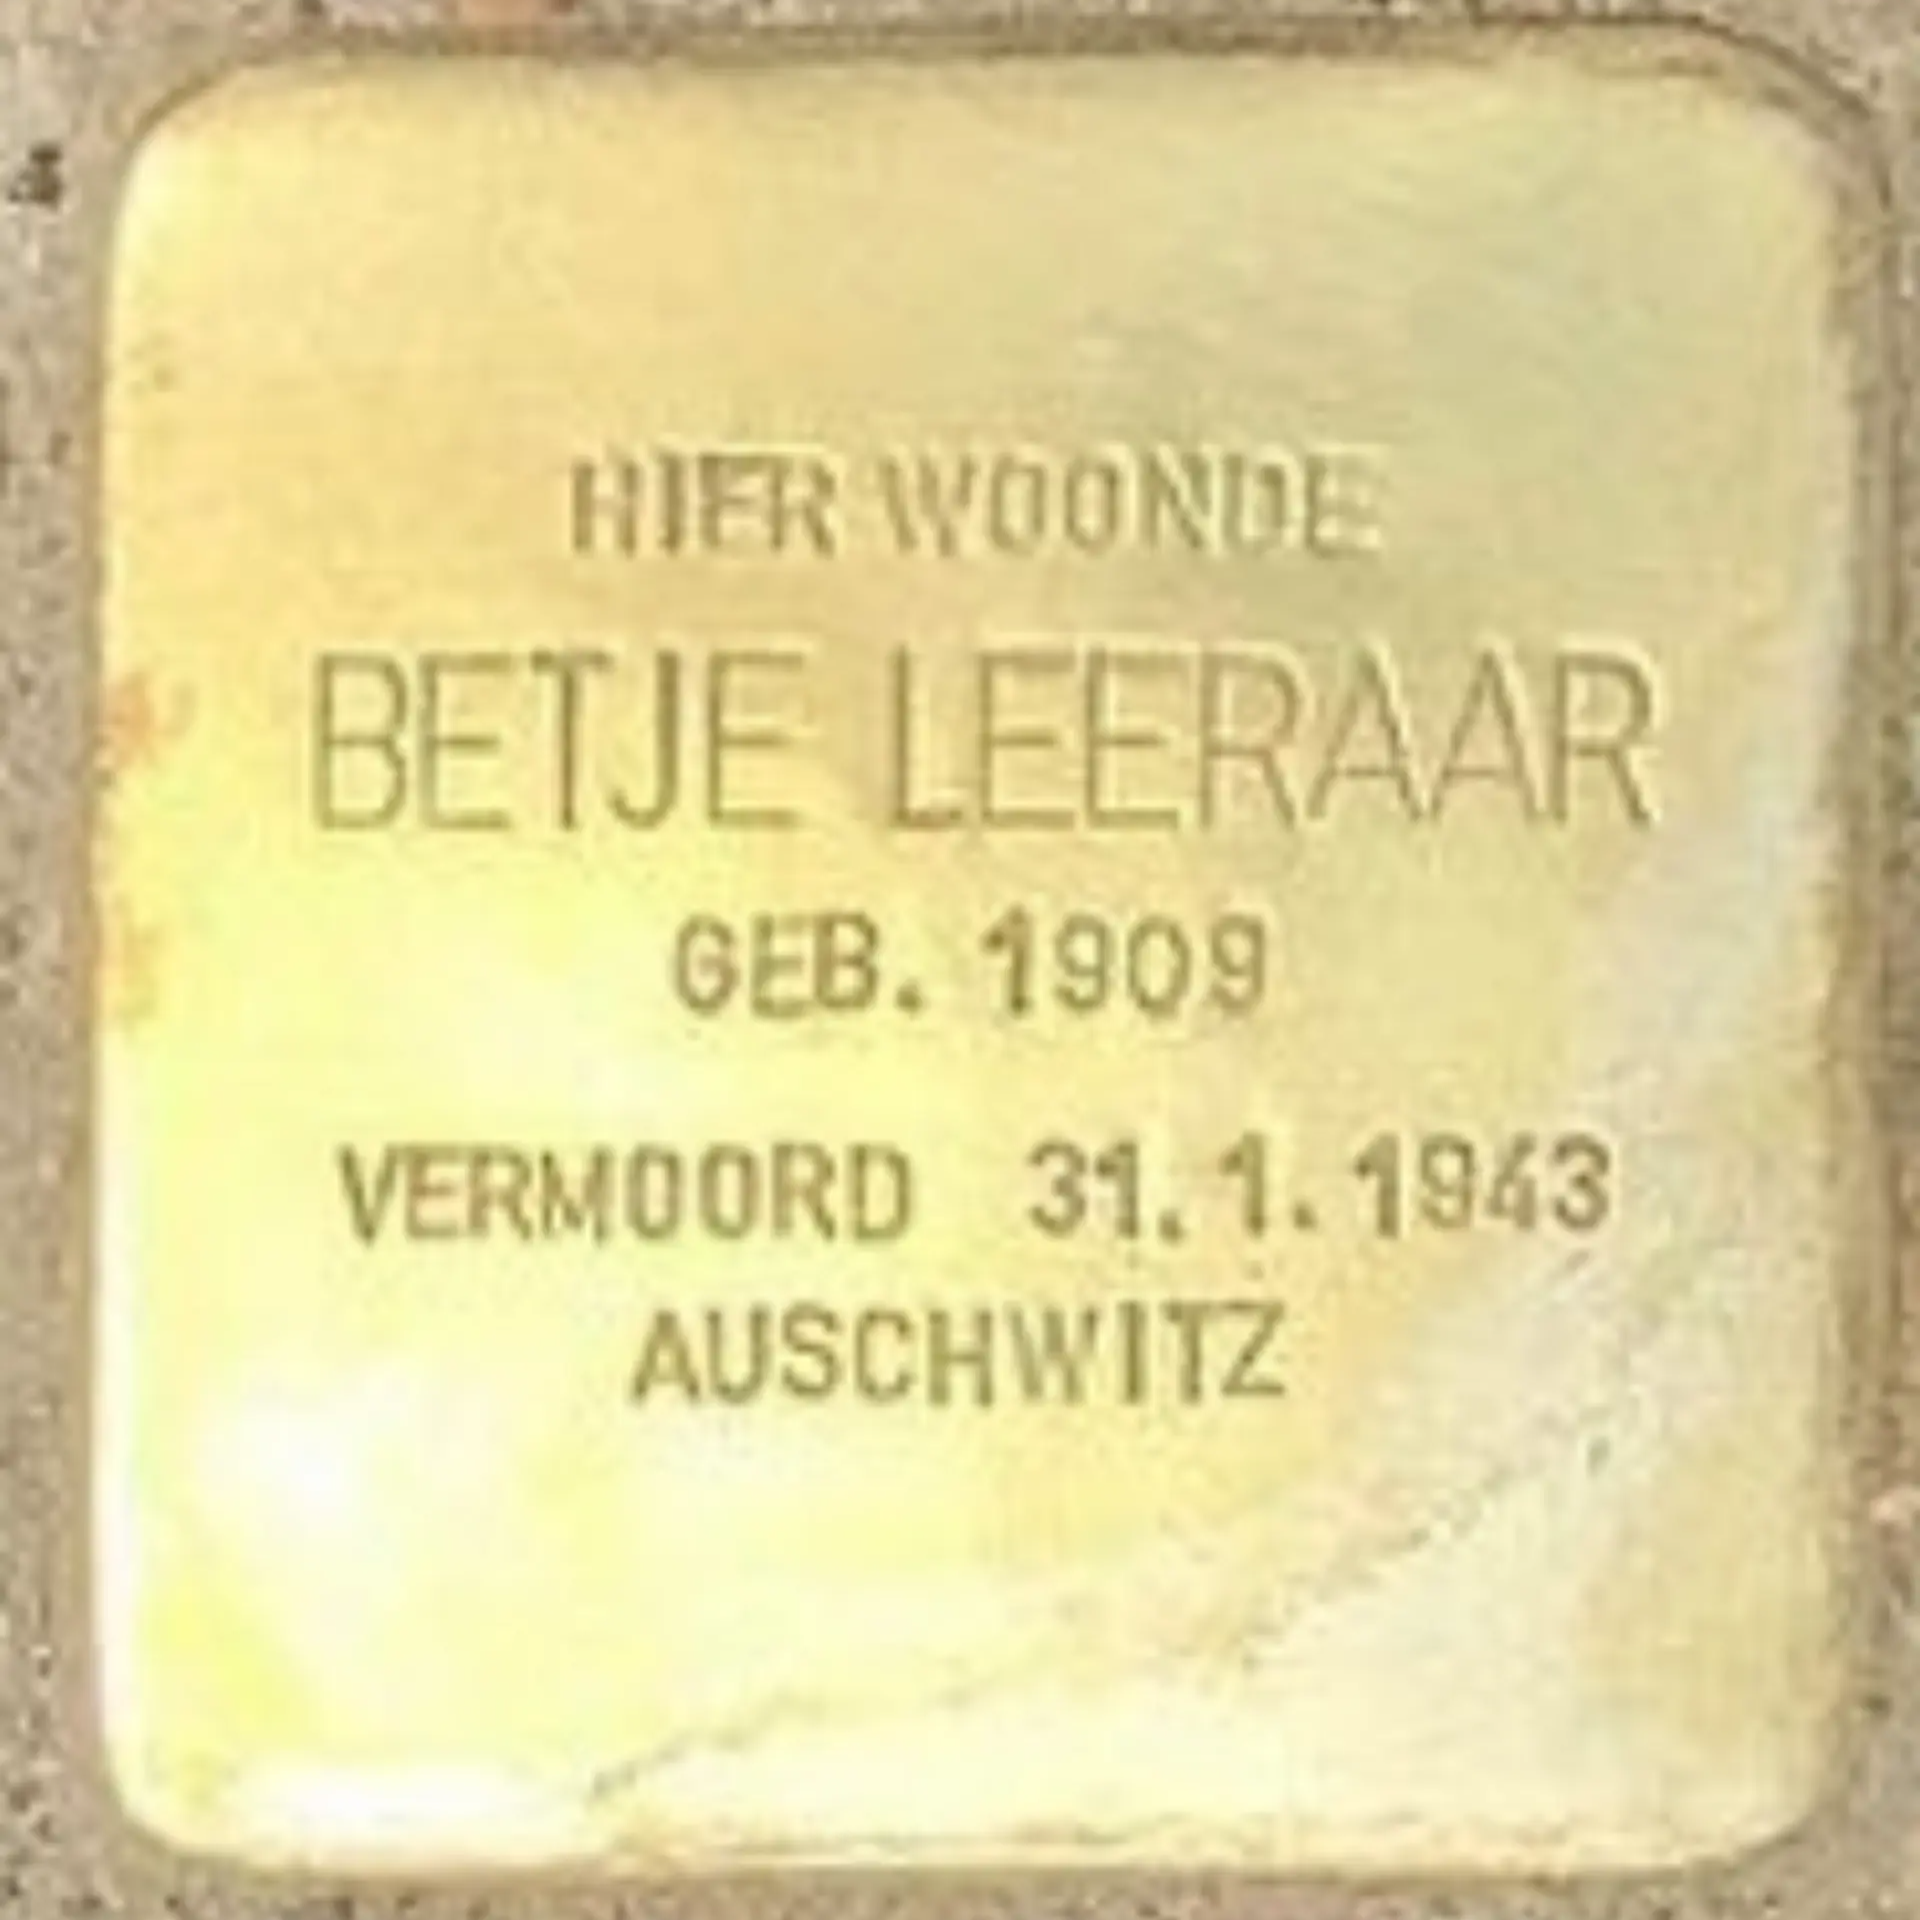 HIER WOONDE
BETJE LEERAAR
GEB. 1909
VERMOORD 31.1.1943
AUSCHWITZ